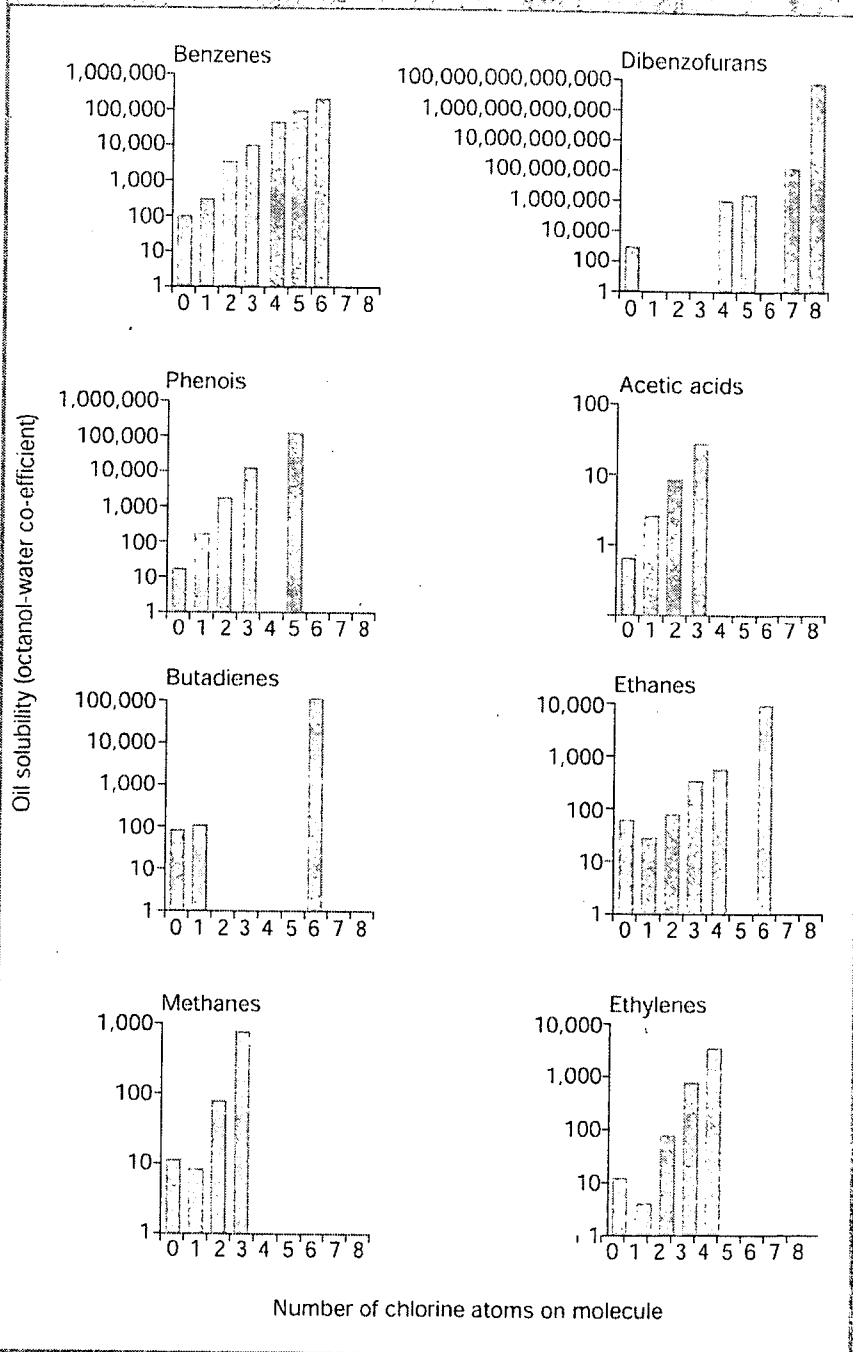 Benzenes
1,000,000
100,000
10,000
1,000
100
10
1
0 1 2 3 4 5 6 7 8
Dibenzofurans
100,000,000,000,000
1,000,000,000,000
10,000,000,000
100,000,000
1,000,000
10,000
100
1
0 1 2 3 4 5 6 7 8
Phenois
1,000,000
100,000
10,000
1,000
100
10
1
0 1 2 3 4 5 6 7 8
Acetic acids
100
10
1
0 1 2 3 4 5 6 7 8
Oil solubility (octanol-water co-efficient)
Butadienes
100,000
10,000
1,000
100
10
1
0 1 2 3 4 5 6 7 8
Ethanes
10,000
1,000
100
10
1
0 1 2 3 4 5 6 7 8
Methanes
1,000
100
10
1
0 1 2 3 4 5 6 7 8
Ethylenes
10,000
1,000
100
10
1
0 1 2 3 4 5 6 7 8
Number of chlorine atoms on molecule